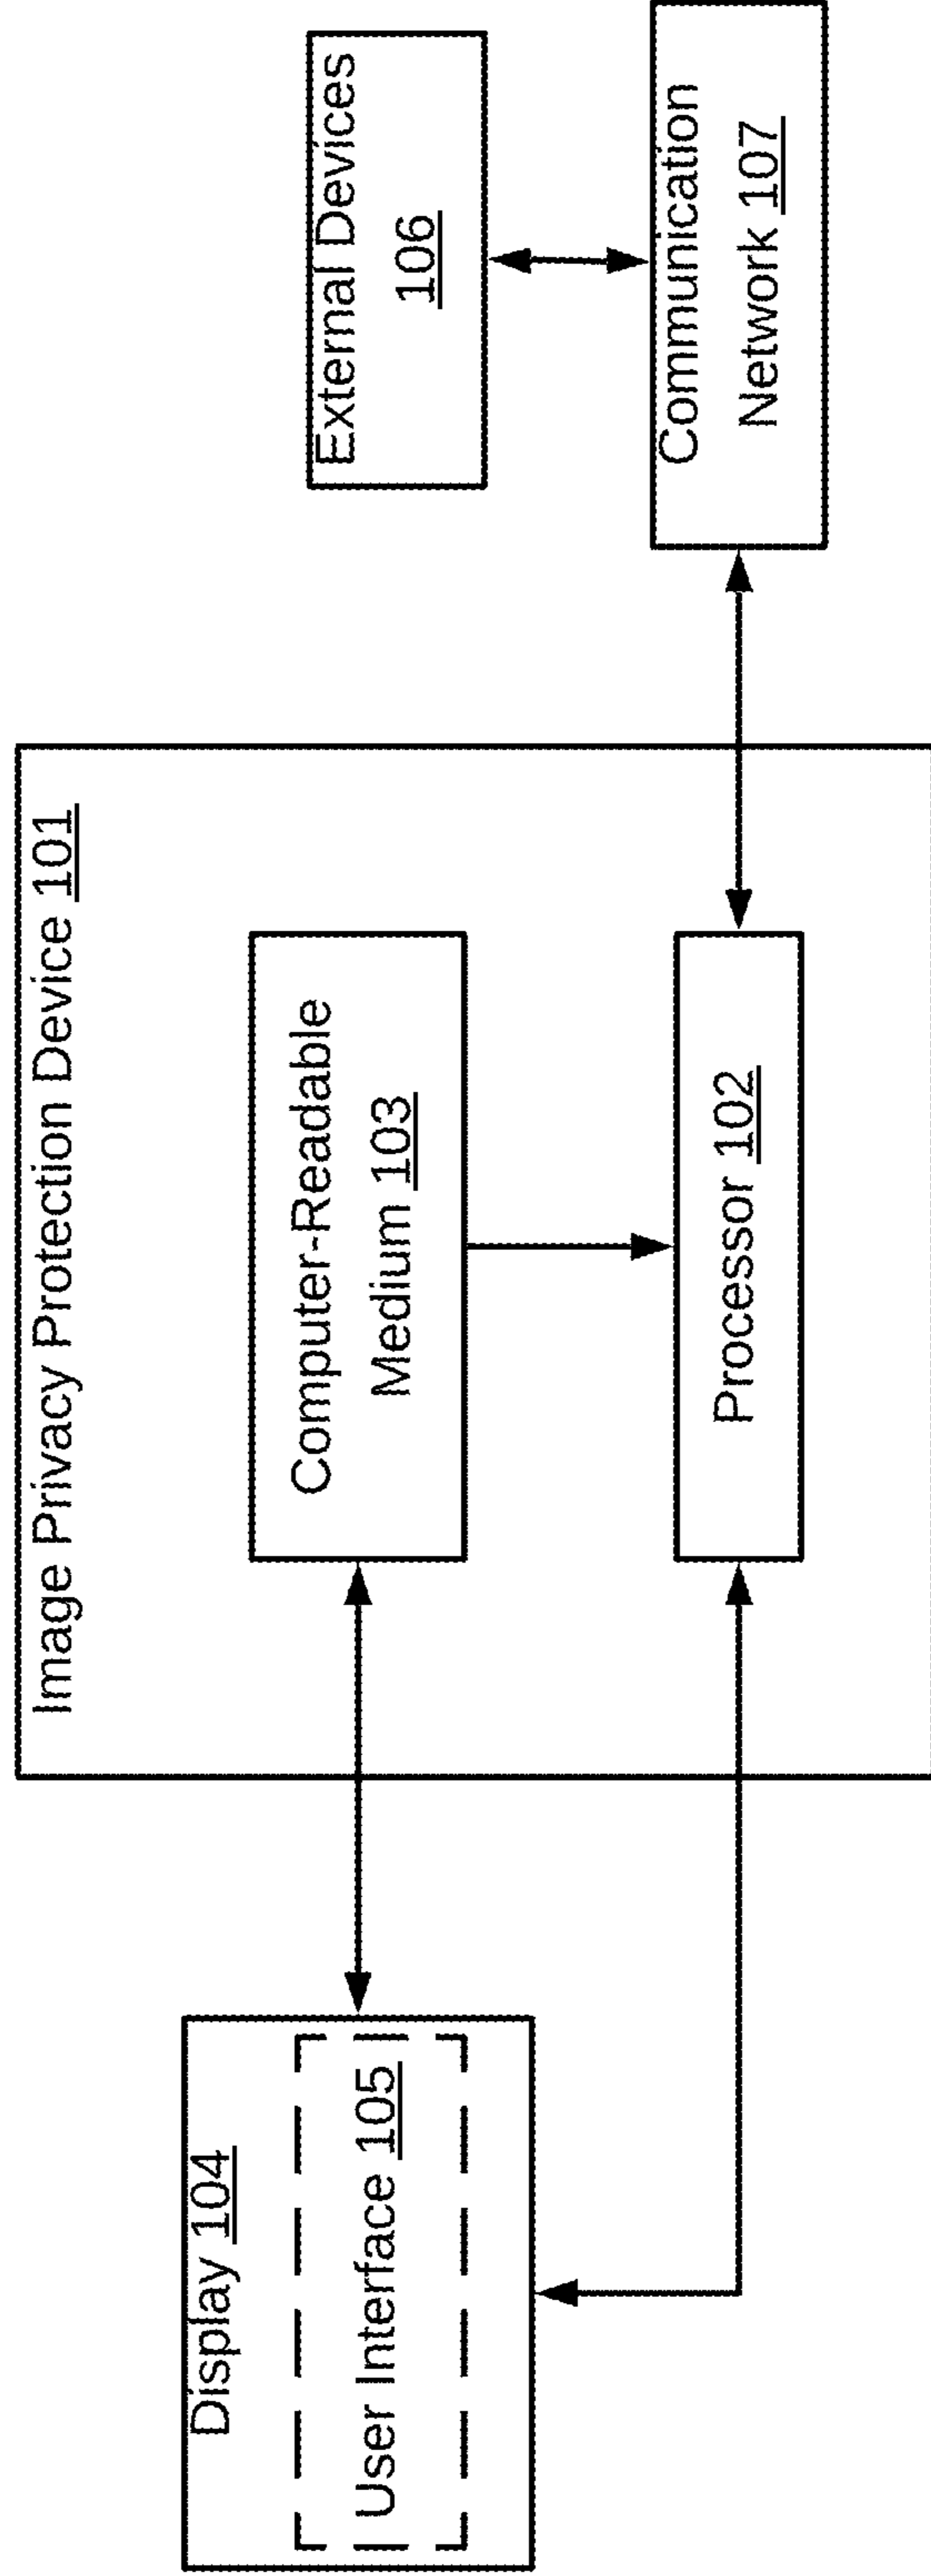 Image Privacy Protection Device 101
Display 104
User Interface 105
Computer-Readable
Medium 103
Processor 102
External Devices
106
Communication
Network 107